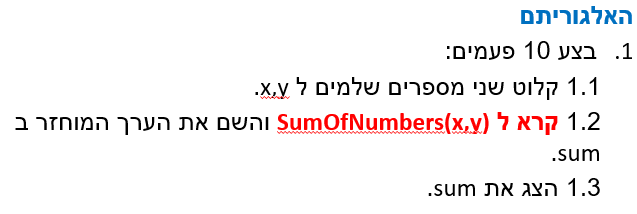 האלגוריתם
1. בצע 10 פעמים:
1.1 קלוט שני מספרים שלמים ל x,y.
1.2 קרא ל SumOfNumbers(x,y) והשם את הערך המוחזר ב
sum.
1.3 הצג את sum.